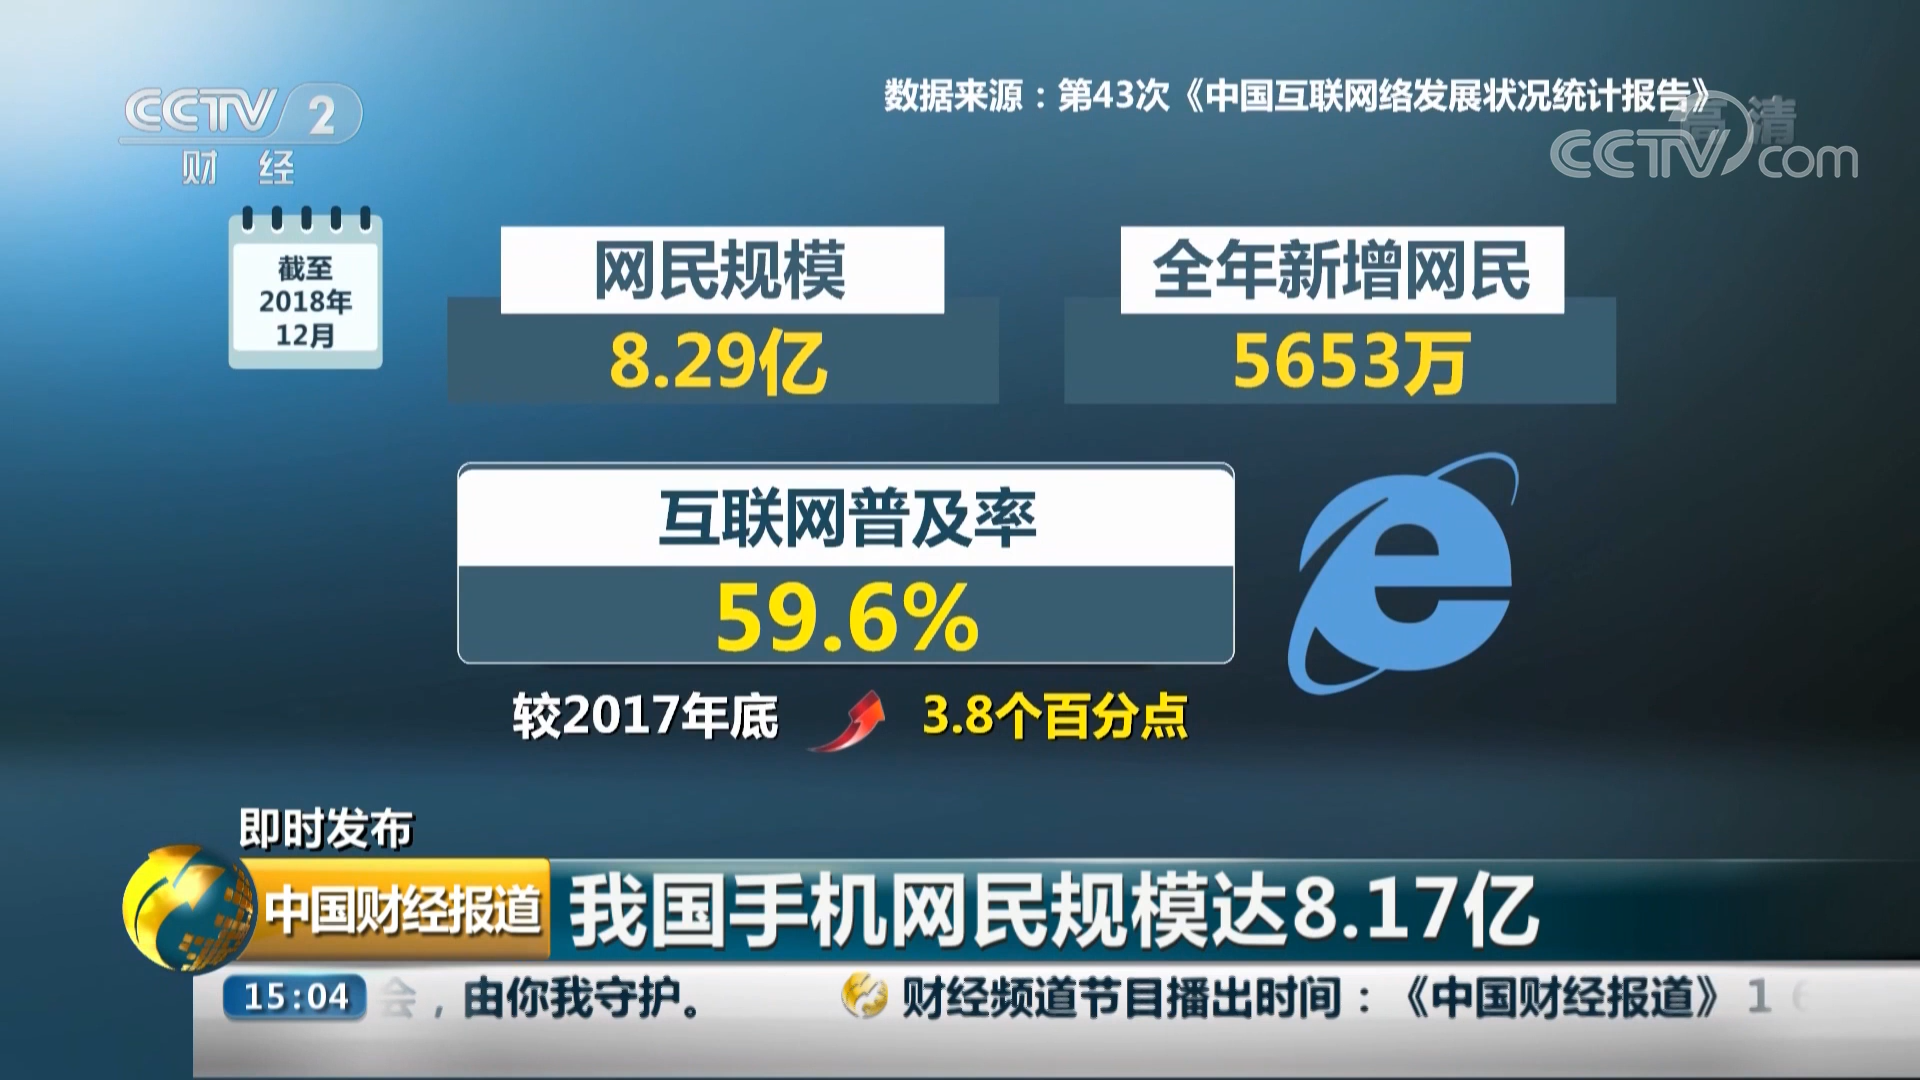 CCTV 2
财 经
数据来源：第43次《中国互联网络发展状况统计报告》
高清
CCTV.com
截至
2018年
12月
网民规模
8.29亿
全年新增网民
5653万
互联网普及率
59.6%
较2017年底 3.8个百分点
即时发布
中国财经报道
我国手机网民规模达8.17亿
15:04 会，由你我守护。 财经频道节目播出时间：《中国财经报道》 1